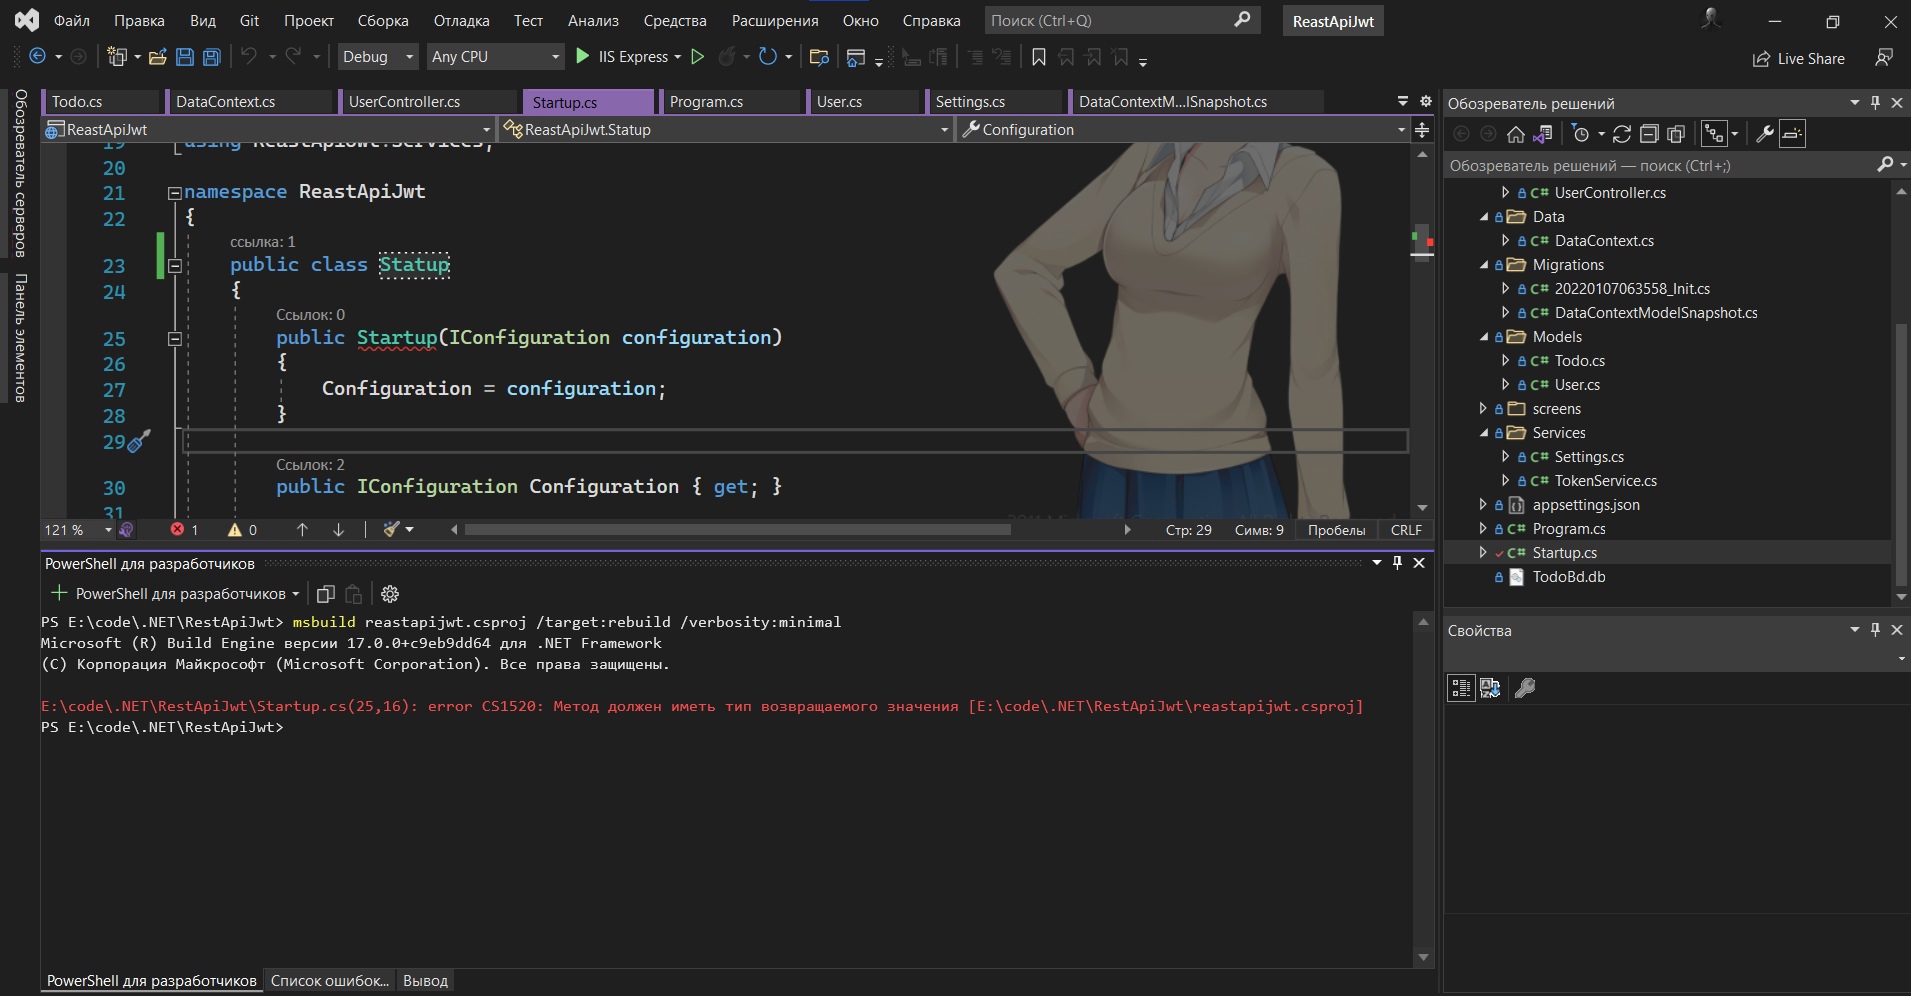 Файл Правка Вид Git Проект Сборка Отладка Тест Анализ Средства Расширения Окно Справка Поиск (Ctrl+Q) ReastApiJwt
Debug Any CPU IIS Express Live Share
Обозреватель серверов
Панель элементов
Todo.cs DataContext.cs UserController.cs Startup.cs Program.cs User.cs Settings.cs DataContextM...lSnapshot.cs
ReastApiJwt ReastApiJwt.Statup Configuration
19 using ReastApiJwt.Services;
20
21 namespace ReastApiJwt
22 {
ссылка: 1
23 public class Statup
24 {
Ссылок: 0
25 public Startup(IConfiguration configuration)
26 {
27 Configuration = configuration;
28 }
29
Ссылок: 2
30 public IConfiguration Configuration { get; }
31
121 % 1 0 Стр: 29 Симв: 9 Пробелы CRLF
PowerShell для разработчиков
PowerShell для разработчиков
PS E:\code\.NET\RestApiJwt> msbuild reastapijwt.csproj /target:rebuild /verbosity:minimal
Microsoft (R) Build Engine версии 17.0.0+c9eb9dd64 для .NET Framework
(C) Корпорация Майкрософт (Microsoft Corporation). Все права защищены.
E:\code\.NET\RestApiJwt\Startup.cs(25,16): error CS1520: Метод должен иметь тип возвращаемого значения [E:\code\.NET\RestApiJwt\reastapijwt.csproj]
PS E:\code\.NET\RestApiJwt>
PowerShell для разработчиков Список ошибок... Вывод
Обозреватель решений
Обозреватель решений — поиск (Ctrl+;)
C# UserController.cs
Data
C# DataContext.cs
Migrations
C# 20220107063558_Init.cs
C# DataContextModelSnapshot.cs
Models
C# Todo.cs
C# User.cs
screens
Services
C# Settings.cs
C# TokenService.cs
appsettings.json
C# Program.cs
C# Startup.cs
TodoBd.db
Свойства